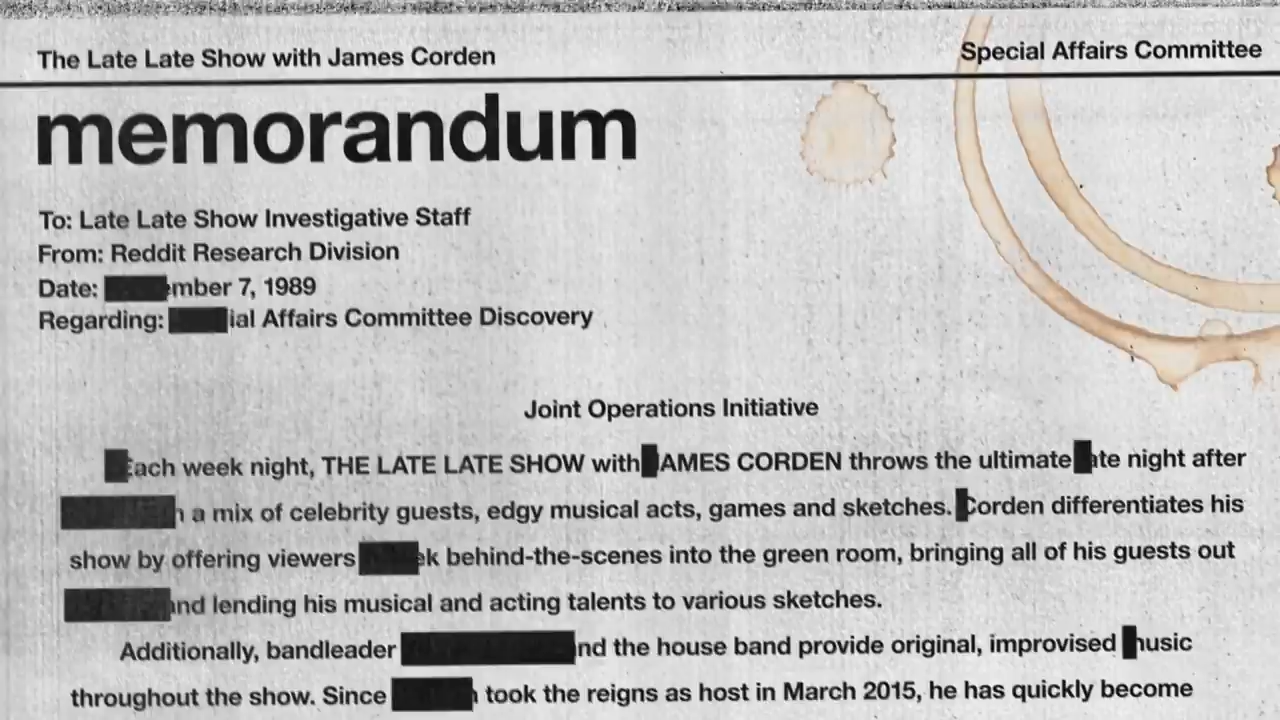 The Late Late Show with James Corden
Special Affairs Committee
memorandum
To: Late Late Show Investigative Staff
From: Reddit Research Division
Date: mber 7, 1989
Regarding: ial Affairs Committee Discovery
Joint Operations Initiative
Each week night, THE LATE LATE SHOW with AMES CORDEN throws the ultimate ate night after
a mix of celebrity guests, edgy musical acts, games and sketches. Corden differentiates his
show by offering viewers ek behind-the-scenes into the green room, bringing all of his guests out
and lending his musical and acting talents to various sketches.
Additionally, bandleader nd the house band provide original, improvised music
throughout the show. Since took the reigns as host in March 2015, he has quickly become